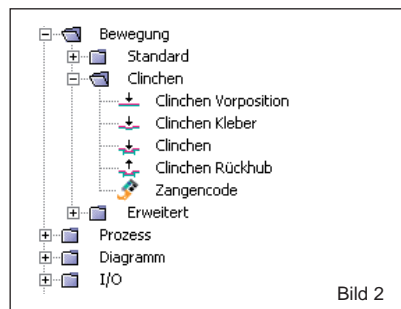 Bewegung
Standard
Clinchen
Clinchen Vorposition
Clinchen Kleber
Clinchen
Clinchen Rückhub
Zangencode
Erweitert
Prozess
Diagramm
I/O
Bild 2